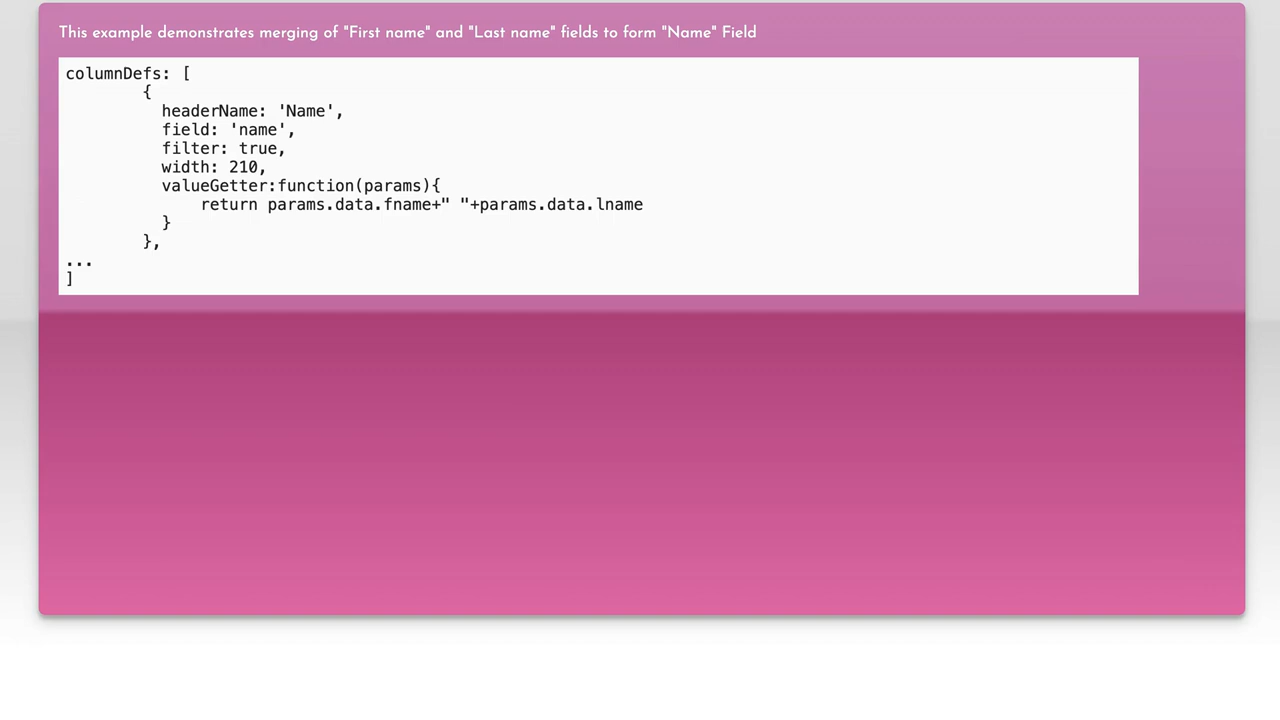 This example demonstrates merging of "First name" and "Last name" fields to form "Name" Field
columnDefs: [
        {
          headerName: 'Name',
          field: 'name',
          filter: true,
          width: 210,
          valueGetter:function(params){
              return params.data.fname+" "+params.data.lname
          }
        },
...
]